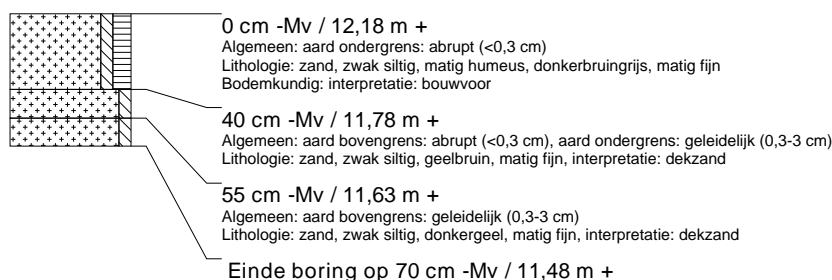 0 cm -Mv / 12,18 m +
Algemeen: aard ondergrens: abrupt (<0,3 cm)
Lithologie: zand, zwak siltig, matig humeus, donkerbruingrijs, matig fijn
Bodemkundig: interpretatie: bouwvoor
40 cm -Mv / 11,78 m +
Algemeen: aard bovengrens: abrupt (<0,3 cm), aard ondergrens: geleidelijk (0,3-3 cm)
Lithologie: zand, zwak siltig, geelbruin, matig fijn, interpretatie: dekzand
55 cm -Mv / 11,63 m +
Algemeen: aard bovengrens: geleidelijk (0,3-3 cm)
Lithologie: zand, zwak siltig, donkergeel, matig fijn, interpretatie: dekzand
Einde boring op 70 cm -Mv / 11,48 m +